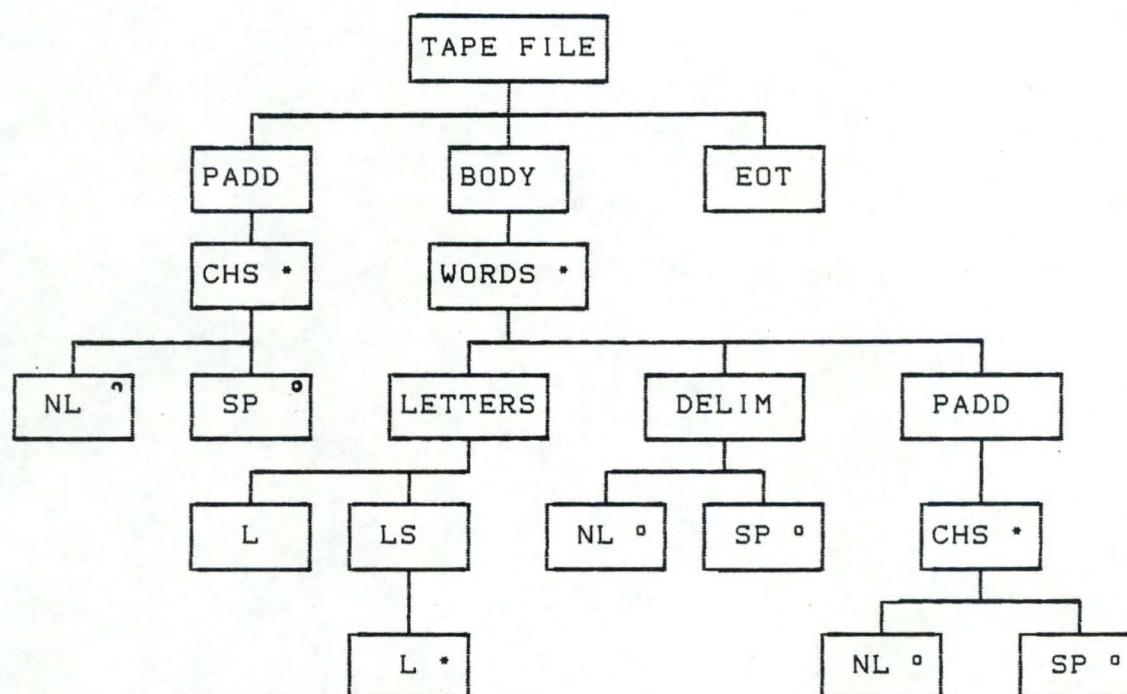 TAPE FILE
PADD BODY EOT
CHS * WORDS *
NL o SP o LETTERS DELIM PADD
L LS NL o SP o CHS *
L * NL o SP o